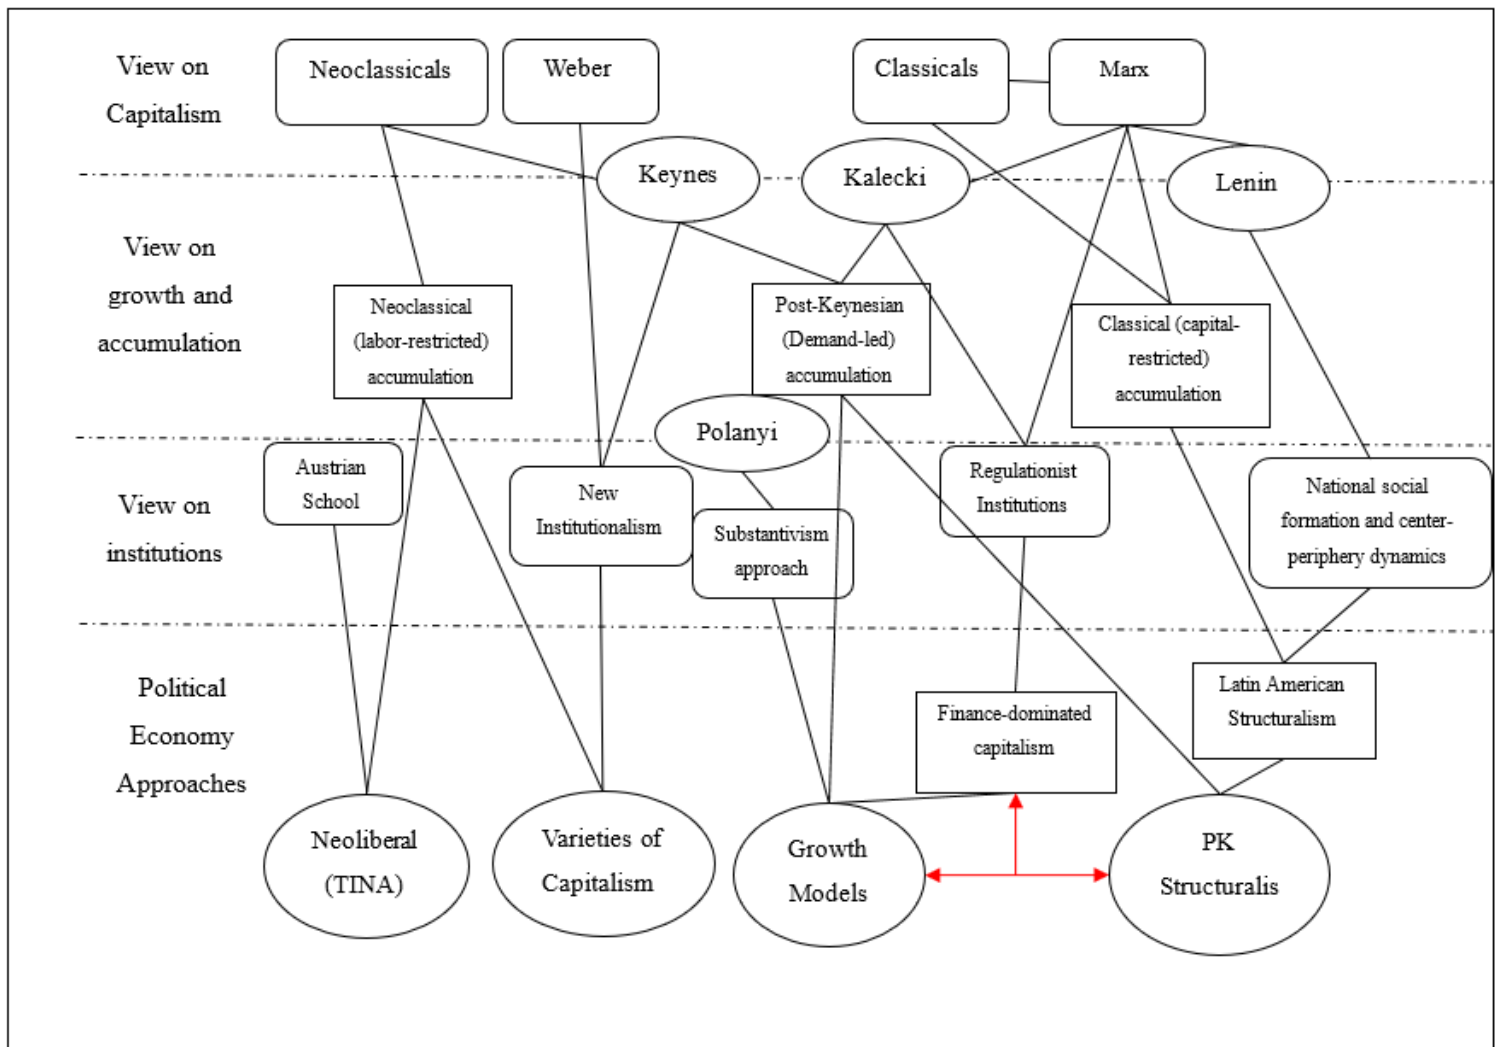 View on
Capitalism
Neoclassicals
Weber
Classicals
Marx
Keynes
Kalecki
Lenin
View on
growth and
accumulation
Neoclassical
(labor-restricted)
accumulation
Post-Keynesian
(Demand-led)
accumulation
Classical (capital-
restricted)
accumulation
Polanyi
View on
institutions
Austrian
School
New
Institutionalism
Substantivism
approach
Regulationist
Institutions
National social
formation and center-
periphery dynamics
Political
Economy
Approaches
Finance-dominated
capitalism
Latin American
Structuralism
Neoliberal
(TINA)
Varieties of
Capitalism
Growth
Models
PK
Structuralis